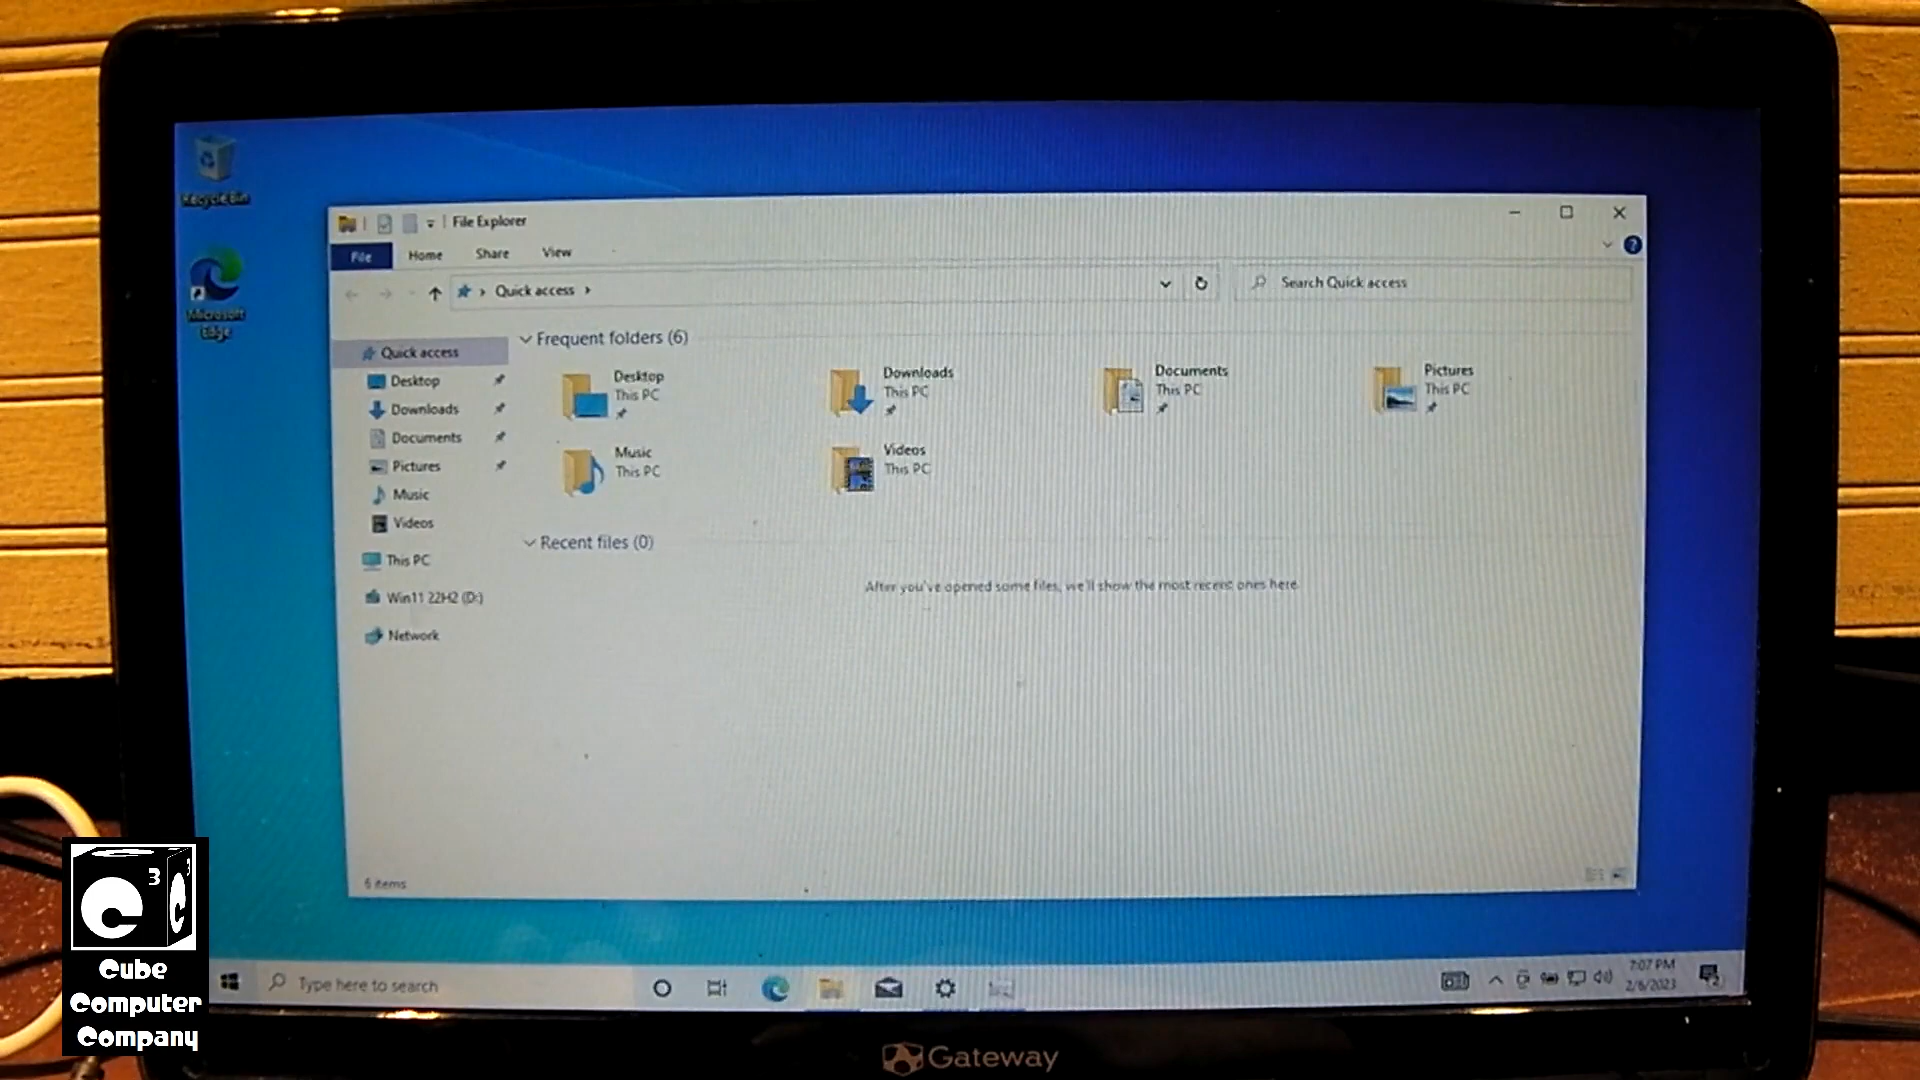 Recycle Bin
Microsoft
Edge
File Explorer
File
Home
Share
View
?
Quick access
Search Quick access
Quick access
Desktop
Downloads
Documents
Pictures
Music
Videos
This PC
Win11 22H2 (D:)
Network
Frequent folders (6)
Desktop
This PC
Downloads
This PC
Documents
This PC
Pictures
This PC
Music
This PC
Videos
This PC
Recent files (0)
After you've opened some files, we'll show the most recent ones here.
6 items
Type here to search
7:07 PM
2/6/2023
2
Gateway
C 3
C 3
Cube
Computer
Company